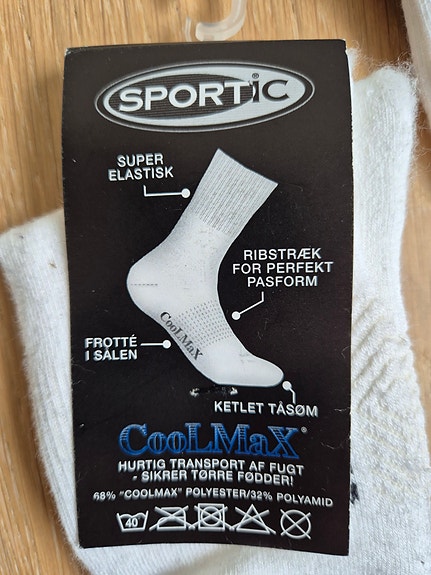 SPORTIC
SUPER
ELASTISK
RIBSTRÆK
FOR PERFEKT
PASFORM
FROTTÉ
I SÅLEN
CooLMaX
KETLET TÅSØM
CooLMaX®
HURTIG TRANSPORT AF FUGT
- SIKRER TØRRE FØDDER!
68% "COOLMAX" POLYESTER/32% POLYAMID
40